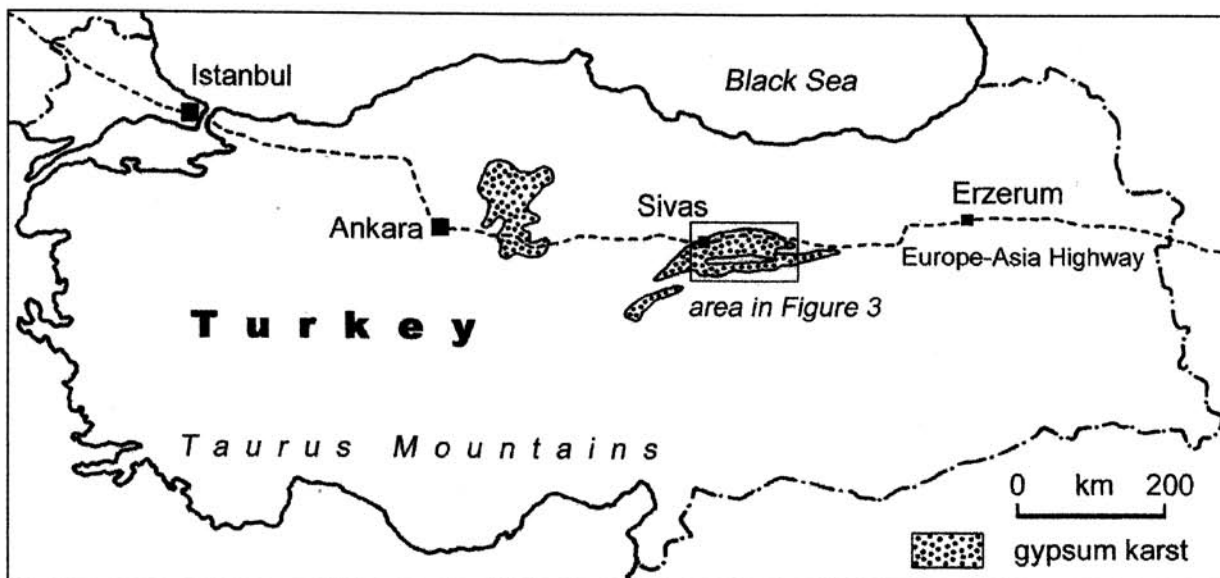 Istanbul
Black Sea
Sivas
Erzerum
Ankara
Europe-Asia Highway
area in Figure 3
Turkey
Taurus Mountains
0 km 200
gypsum karst